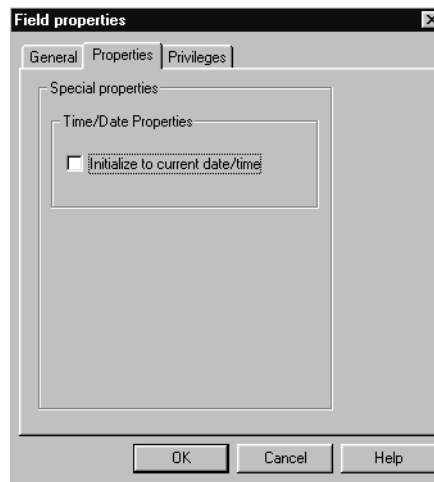 Field properties
General Properties Privileges
Special properties
Time/Date Properties
Initialize to current date/time
OK Cancel Help